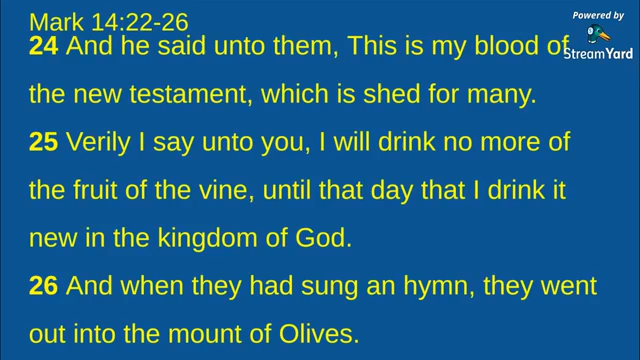 Mark 14:22-26
Powered by
StreamYard
24 And he said unto them, This is my blood of
the new testament, which is shed for many.
25 Verily I say unto you, I will drink no more of
the fruit of the vine, until that day that I drink it
new in the kingdom of God.
26 And when they had sung an hymn, they went
out into the mount of Olives.